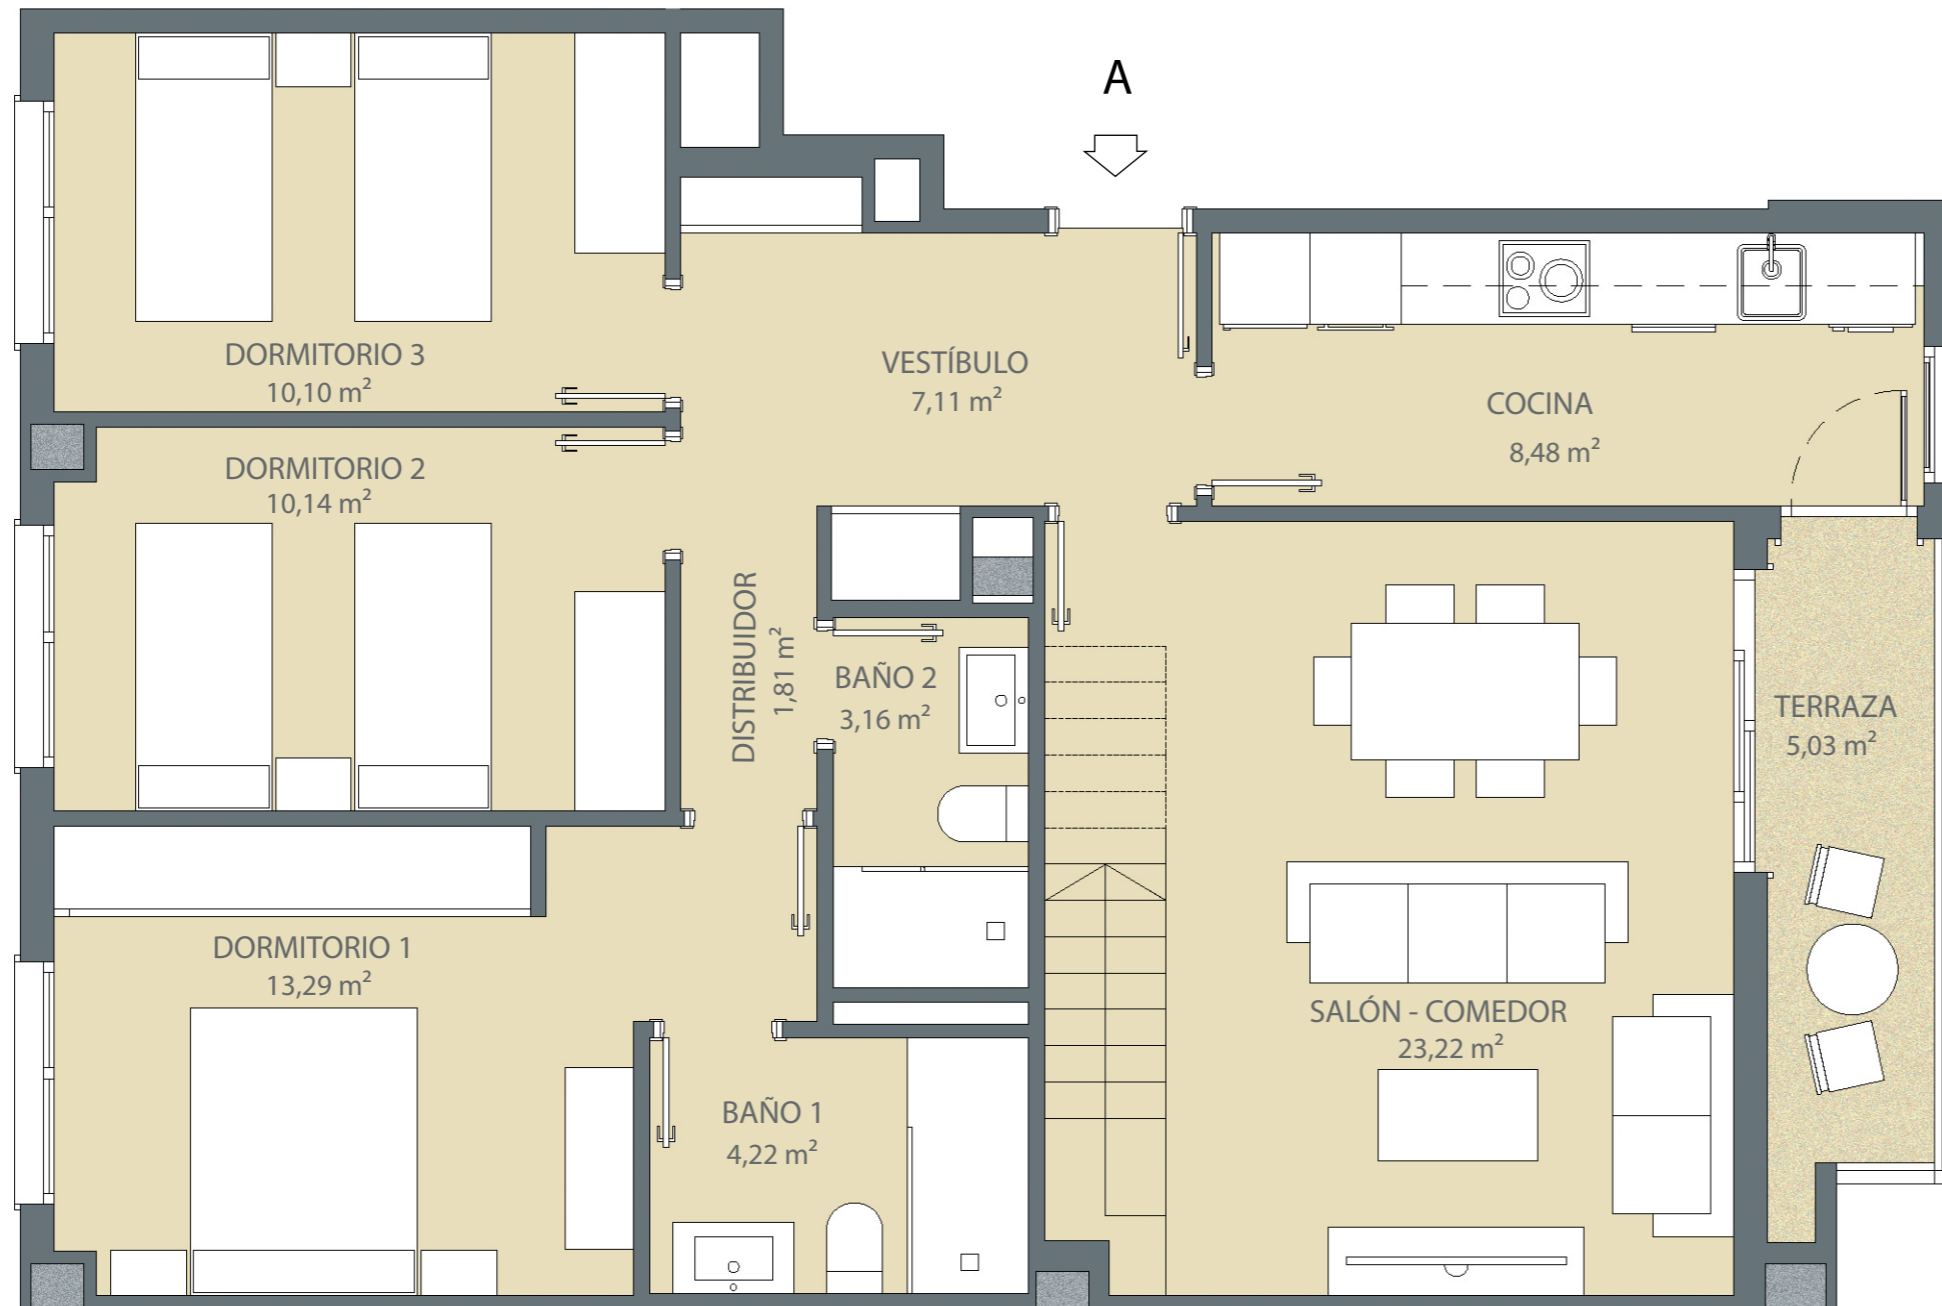 A
DORMITORIO 3
10,10 m²
VESTÍBULO
7,11 m²
COCINA
8,48 m²
DORMITORIO 2
10,14 m²
DISTRIBUIDOR
1,81 m²
BAÑO 2
3,16 m²
TERRAZA
5,03 m²
DORMITORIO 1
13,29 m²
SALÓN - COMEDOR
23,22 m²
BAÑO 1
4,22 m²